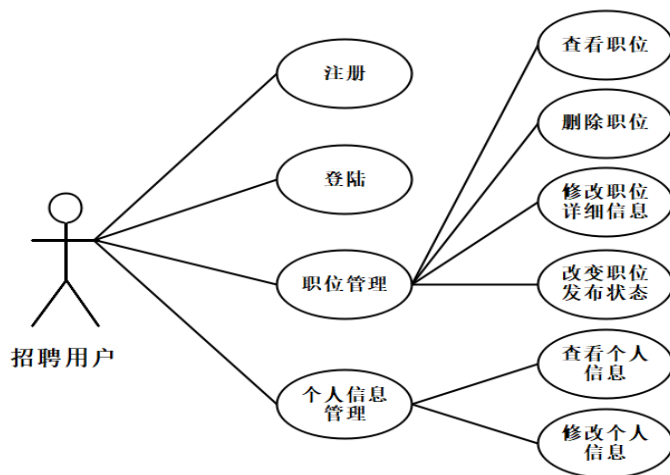 注册
登陆
职位管理
个人信息
管理
招聘用户
查看职位
删除职位
修改职位
详细信息
改变职位
发布状态
查看个人
信息
修改个人
信息